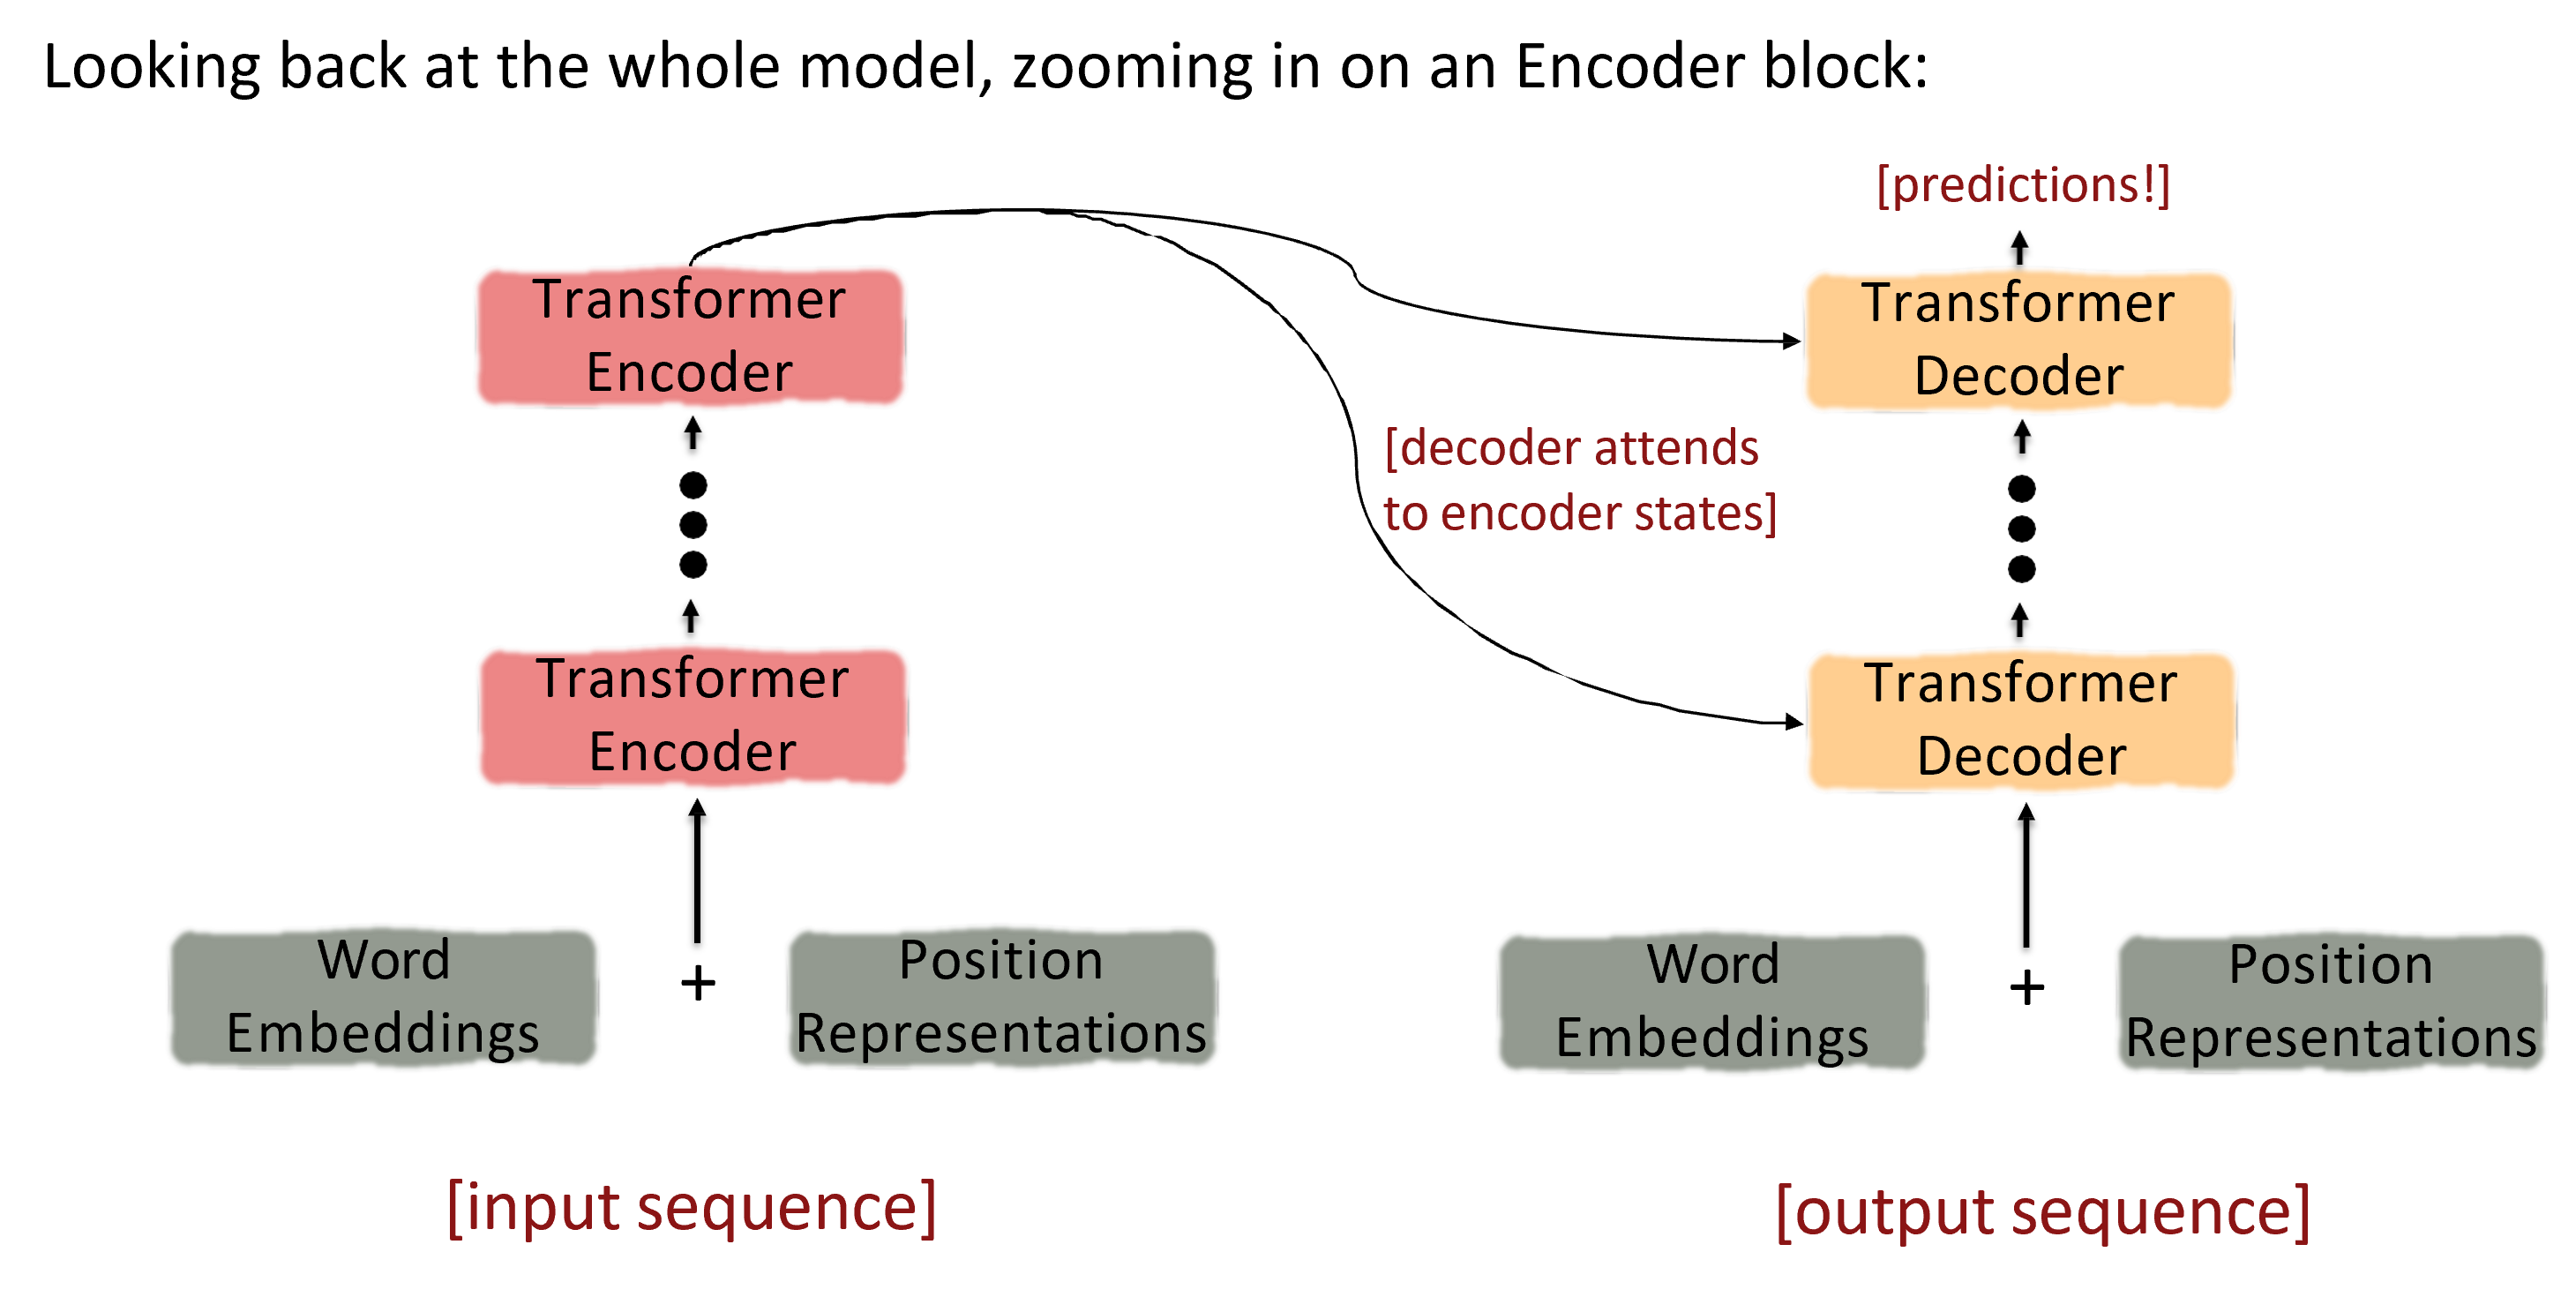 Looking back at the whole model, zooming in on an Encoder block:
[predictions!]
Transformer
Encoder
Transformer
Decoder
[decoder attends
to encoder states]
Transformer
Encoder
Transformer
Decoder
Word
Embeddings
+
Position
Representations
Word
Embeddings
+
Position
Representations
[input sequence]
[output sequence]